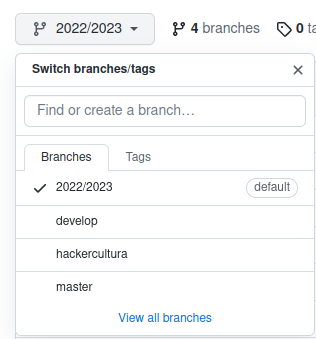 2022/2023
4 branches
0 ta
Switch branches/tags
Find or create a branch...
Branches
Tags
2022/2023
default
develop
hackercultura
master
View all branches